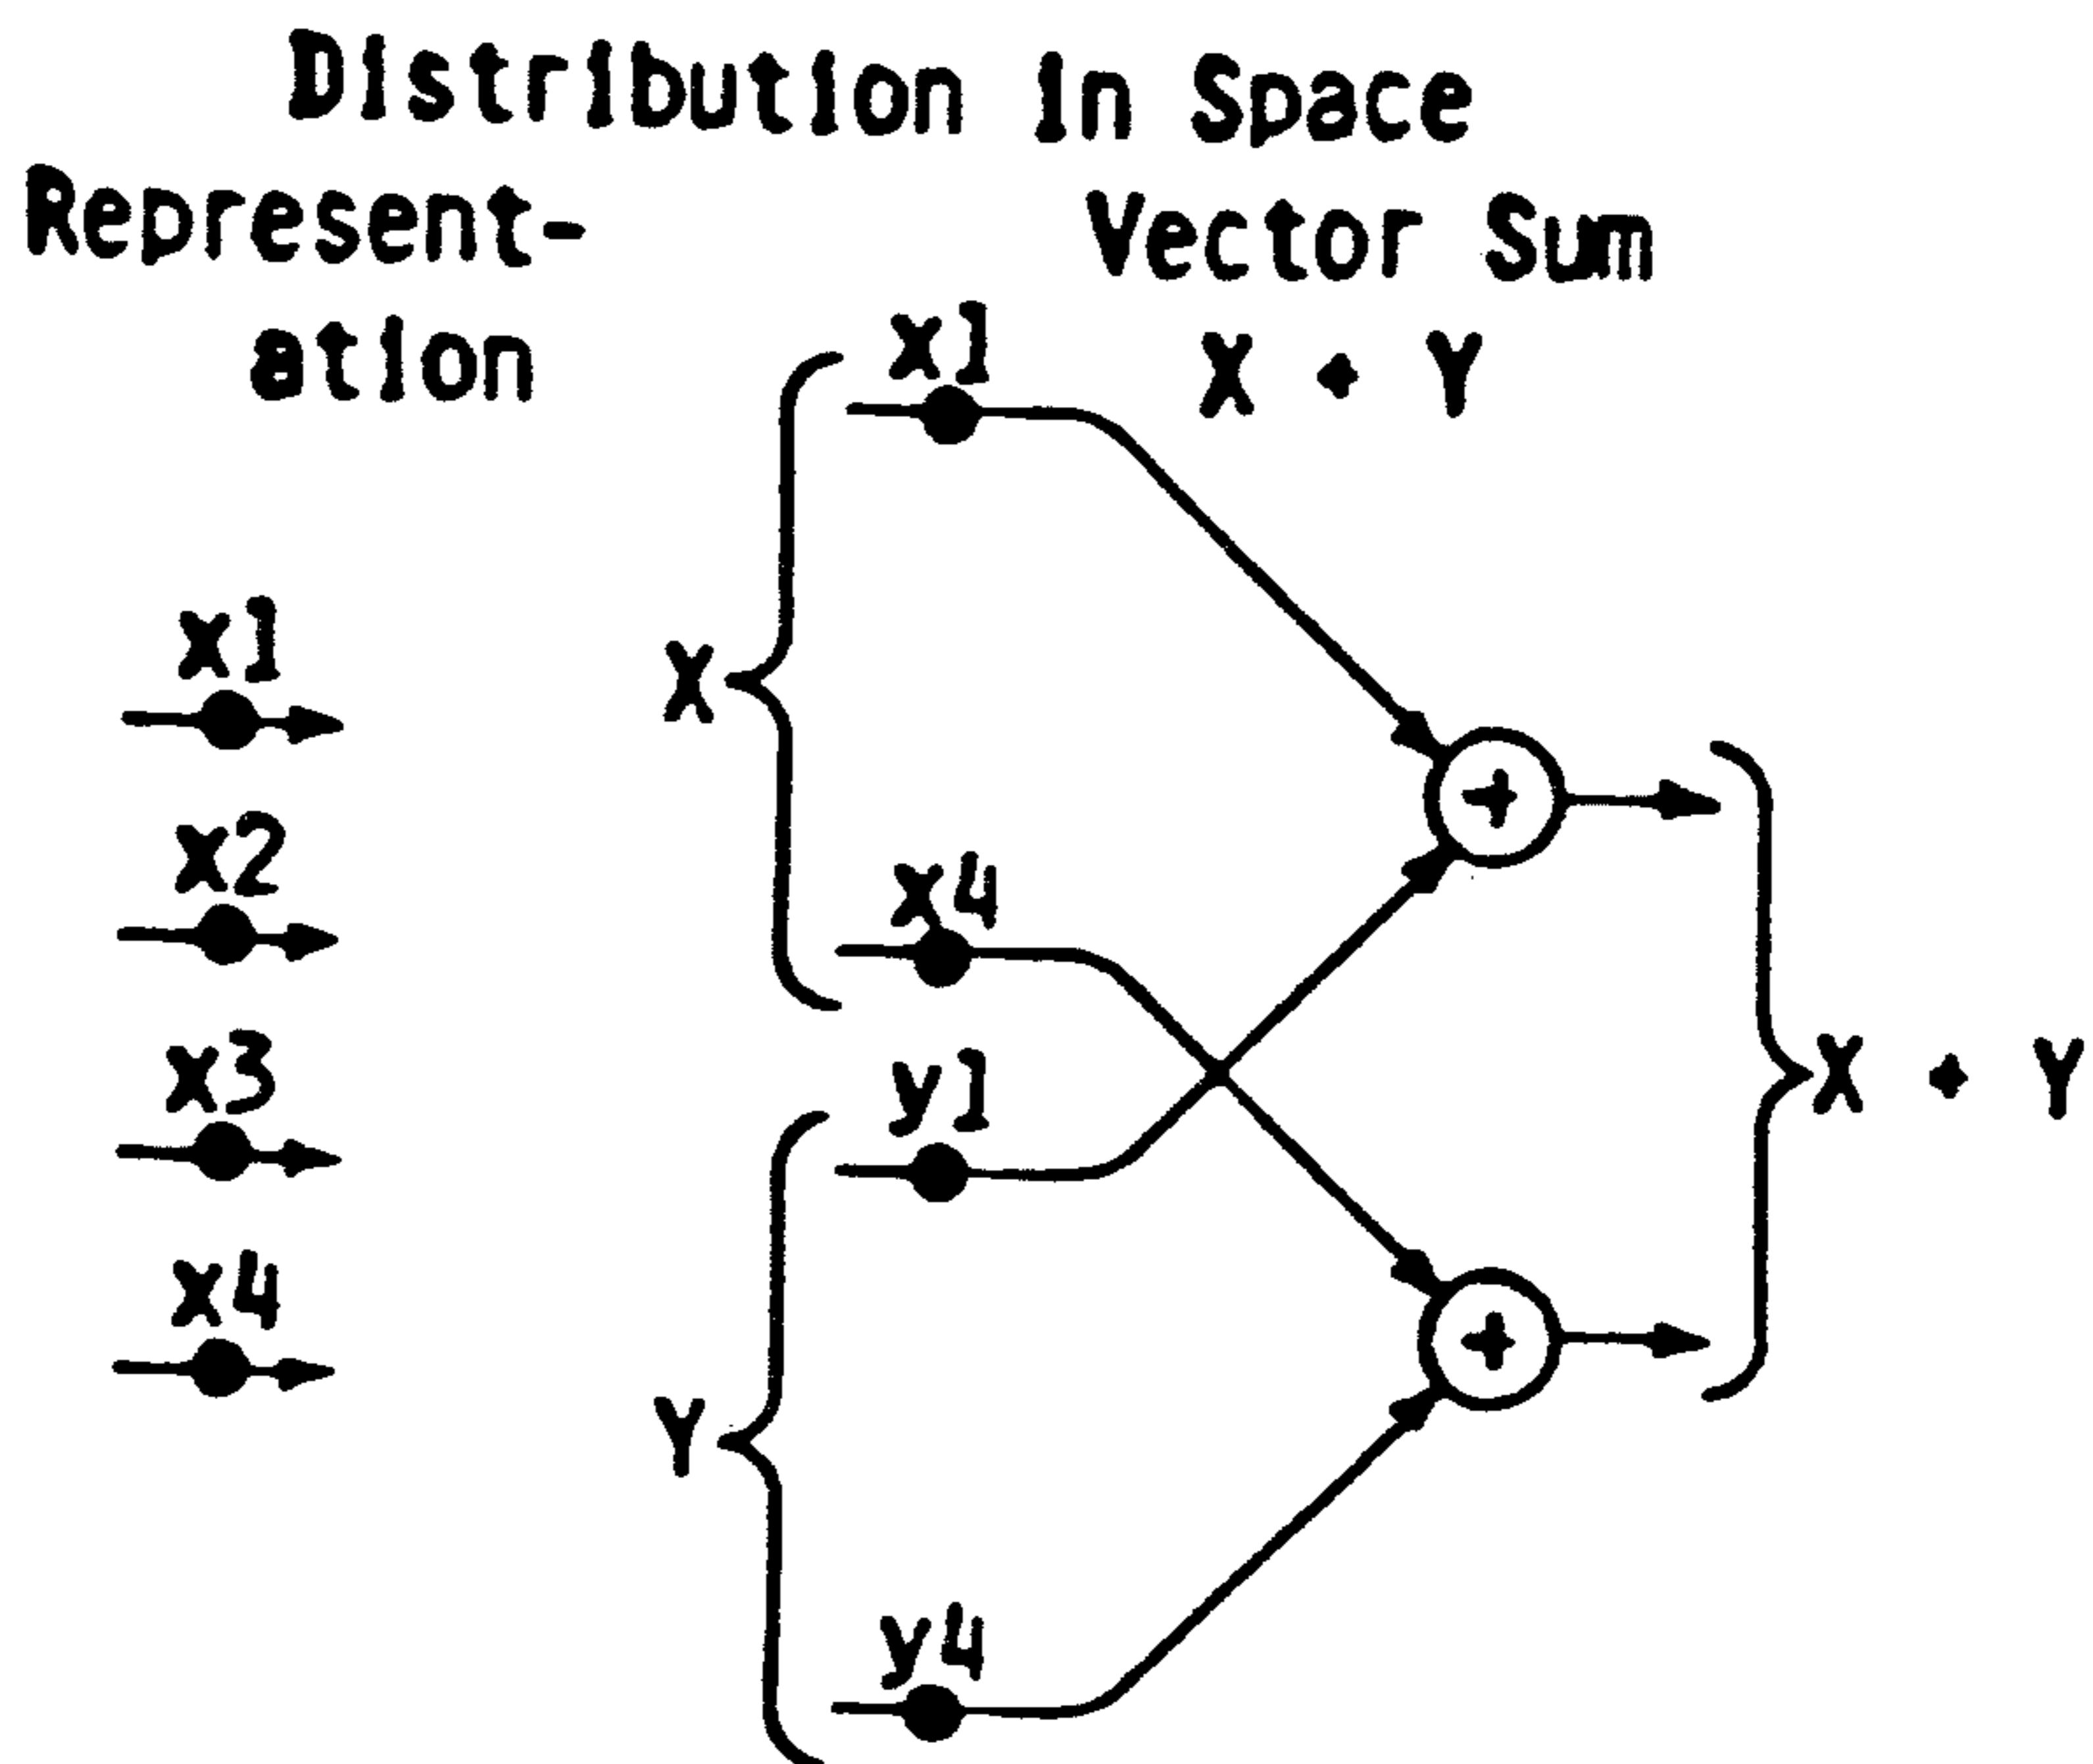 Distribution In Space
Represent-
ation
Vector Sum
X + Y
x1
x2
x3
x4
X
x1
x4
Y
y1
y4
+
+
X + Y